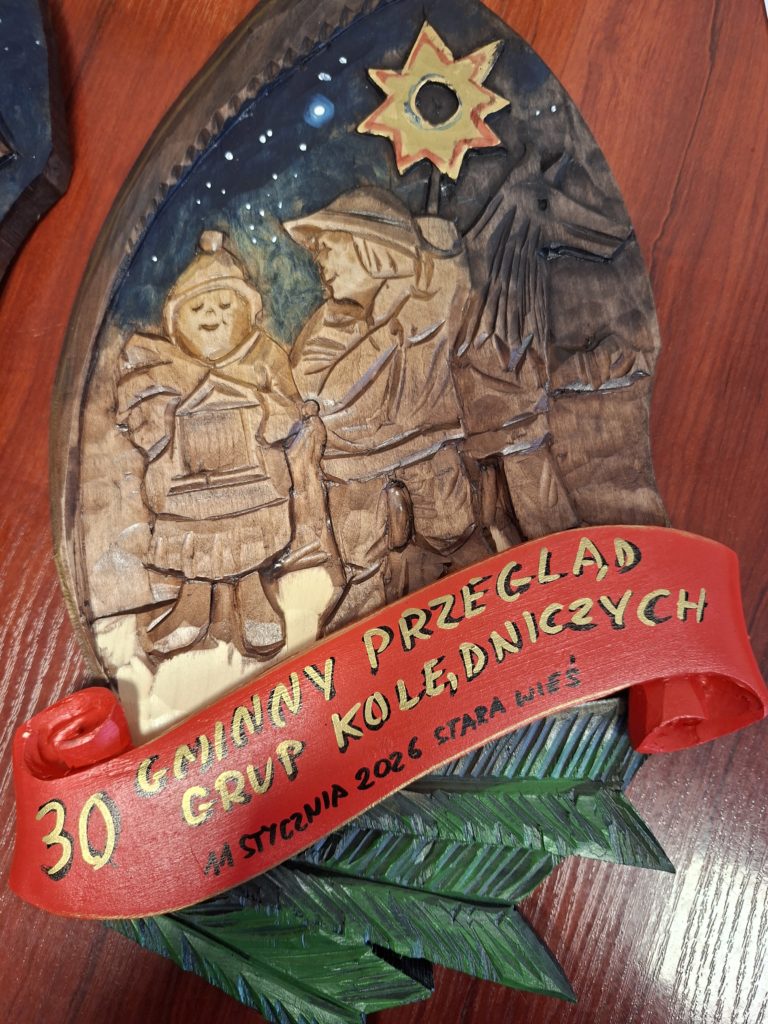 30 GMINNY PRZEGLĄD
GRUP KOLĘDNICZYCH
11 STYCZNIA 2026 STARA WIEŚ